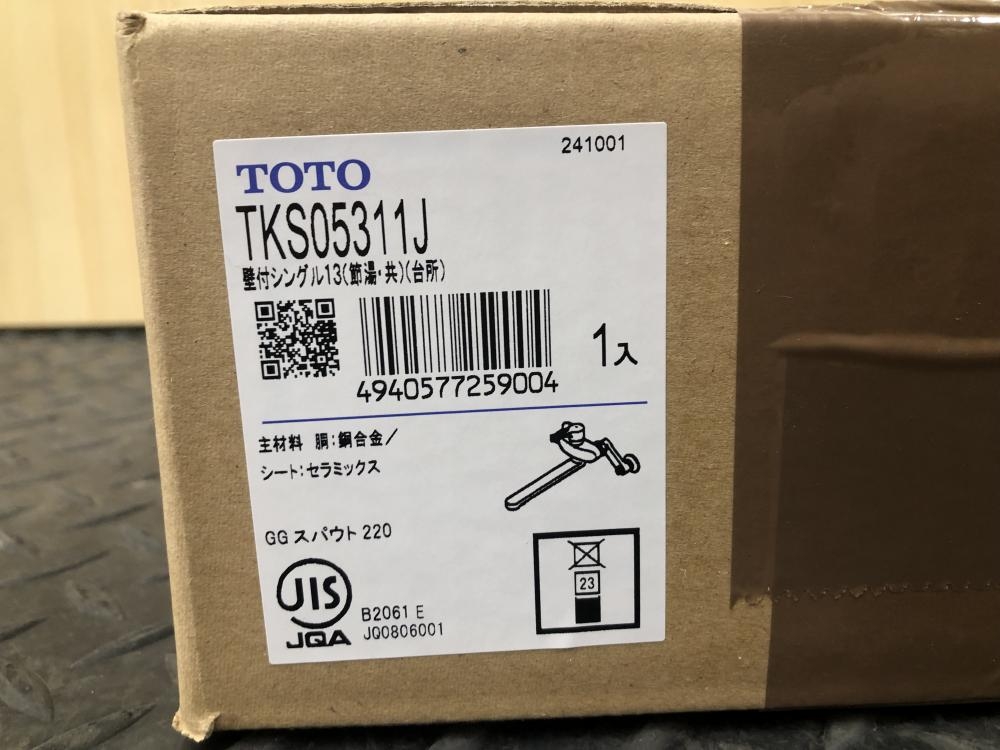 241001
TOTO
TKS05311J
壁付シングル13(節湯・共)(台所)
4940577259004
1入
主材料 胴:銅合金/
シート:セラミックス
GG スパウト 220
JIS
JQA
B2061 E
JQ0806001
23